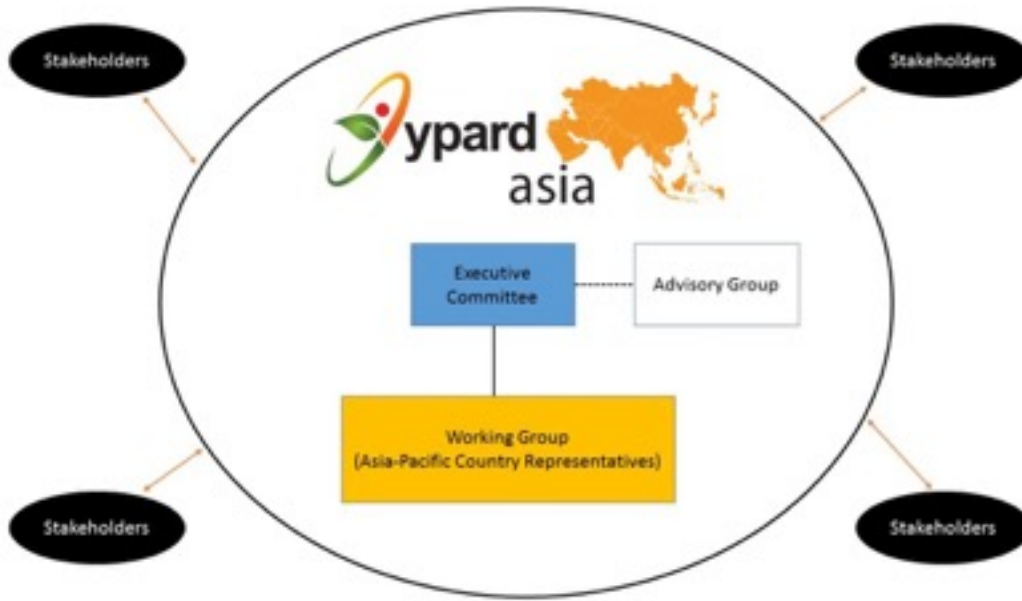 Stakeholders
Stakeholders
ypard
asia
Executive
Committee
Advisory Group
Working Group
(Asia-Pacific Country Representatives)
Stakeholders
Stakeholders